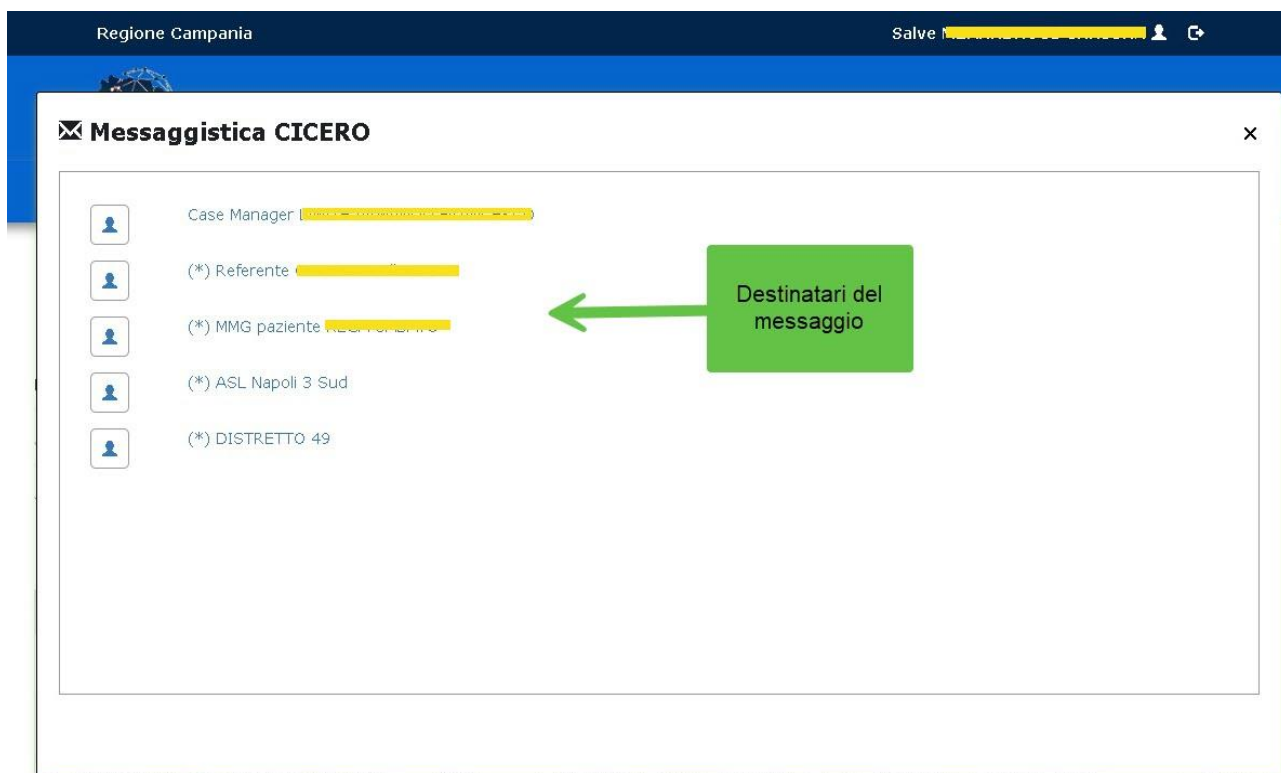 Regione Campania
Salve
Messaggistica CICERO
×
Case Manager
(*) Referente
(*) MMG paziente
(*) ASL Napoli 3 Sud
(*) DISTRETTO 49
Destinatari del
messaggio